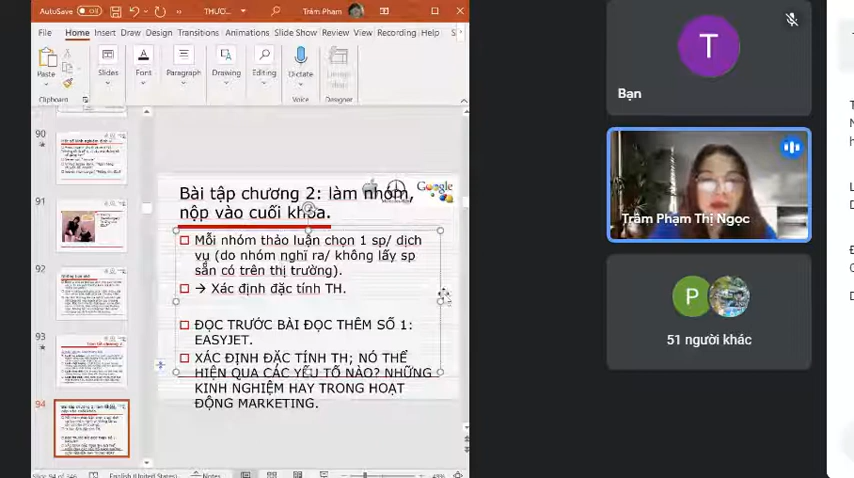 AutoSave Off THƯƠ... Trâm Phạm
File Home Insert Draw Design Transitions Animations Slide Show Review View Recording Help
Paste Slides Font Paragraph Drawing Editing Dictate Designer
Clipboard Voice Designer
90
91
92
93
94
Bài tập chương 2: làm nhóm,
nộp vào cuối khóa.
Google
Mỗi nhóm thảo luận chọn 1 sp/ dịch
vụ (do nhóm nghĩ ra/ không lấy sp
sẵn có trên thị trường).
→ Xác định đặc tính TH.
ĐỌC TRƯỚC BÀI ĐỌC THÊM SỐ 1:
EASYJET.
XÁC ĐỊNH ĐẶC TÍNH TH; NÓ THỂ
HIỆN QUA CÁC YẾU TỐ NÀO? NHỮNG
KINH NGHIỆM HAY TRONG HOẠT
ĐỘNG MARKETING.
English (United States) Notes
T
Bạn
Trâm Phạm Thị Ngọc
P
51 người khác